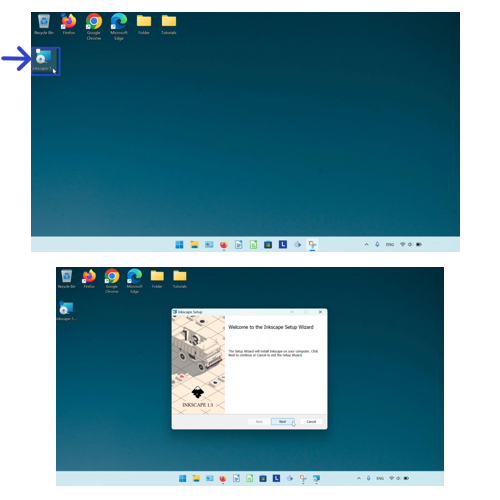 Recycle Bin
Firefox
Google Chrome
Microsoft Edge
Folder
Tutorials
Inkscape 1...
ENG
Recycle Bin
Firefox
Google Chrome
Microsoft Edge
Folder
Tutorials
Inkscape 1...
Inkscape Setup
Welcome to the Inkscape Setup Wizard
The Setup Wizard will install Inkscape on your computer. Click
Next to continue or Cancel to exit the Setup Wizard.
1.3
INKSCAPE 1.3
Back
Next
Cancel
ENG